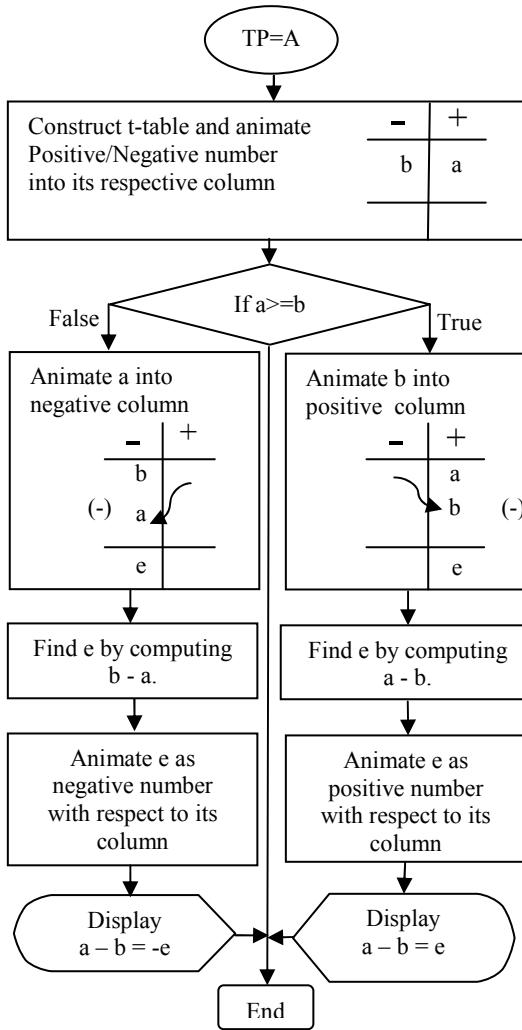 TP=A
Construct t-table and animate
Positive/Negative number
into its respective column
- +
b a
If a>=b
False
True
Animate a into
negative column
- +
b
(-) a
e
Animate b into
positive column
- +
a
b (-)
e
Find e by computing
b - a.
Find e by computing
a - b.
Animate e as
negative number
with respect to its
column
Animate e as
positive number
with respect to its
column
Display
a – b = -e
Display
a – b = e
End